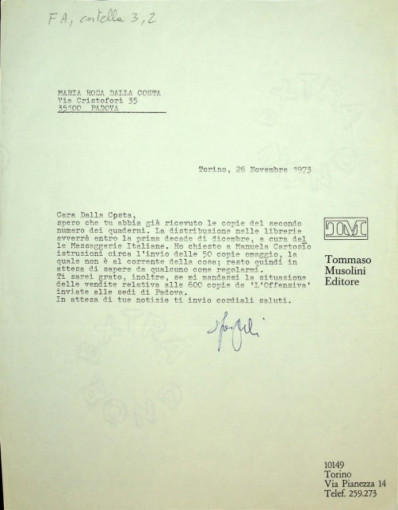 FA, cartella 3,2
MARIA ROSA DALLA COSTA
Via Cristofori 35
35100 PADOVA
Torino, 26 Novembre 1973
Cara Dalla Costa,
spero che tu abbia già ricevuto le copie del secondo
numero dei quaderni. La distribuzione nelle librerie
avverrà entro la prima decade di dicembre, a cura del
le Messaggerie Italiane. Ho chiesto a Manuela Cartosio
istruzioni circa l'invio delle 50 copie omaggio, la
quale non è al corrente della cosa; resto quindi in
attesa di sapere da qualcuno come regolarmi.
Ti sarei grato, inoltre, se mi mandassi la situazione
delle vendite relativa alle 600 copie de 'L'Offensiva'
inviate alle sedi di Padova.
In attesa di tue notizie ti invio cordiali saluti.
TM
Tommaso
Musolini
Editore
10149
Torino
Via Pianezza 14
Telef. 259.273